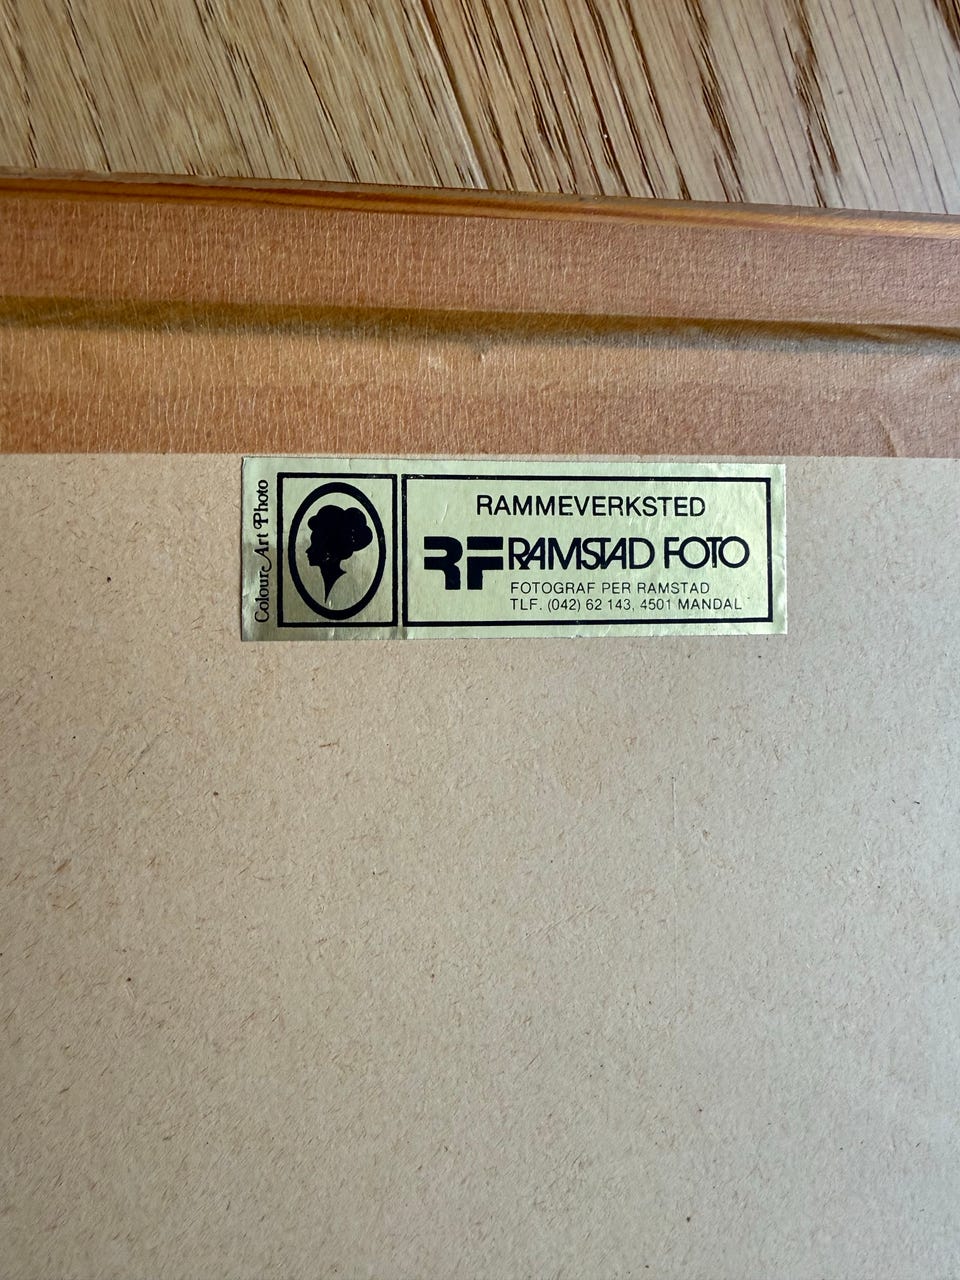 Colour Art Photo
RAMMEVERKSTED
RF RAMSTAD FOTO
FOTOGRAF PER RAMSTAD
TLF. (042) 62 143, 4501 MANDAL